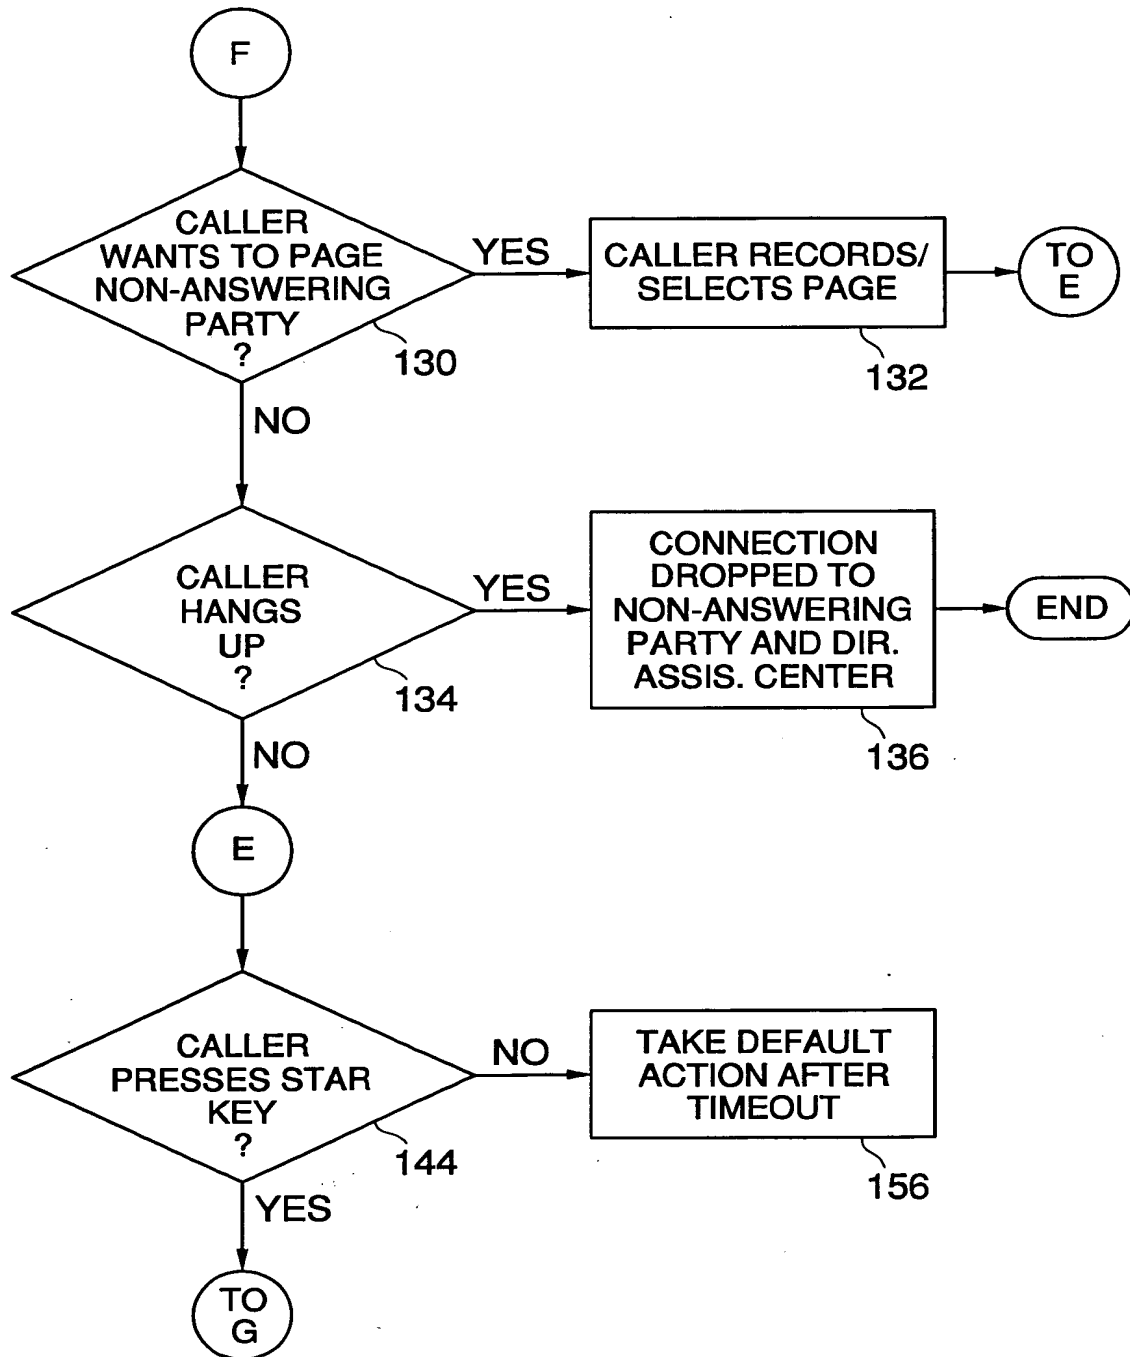 F
CALLER
WANTS TO PAGE
NON-ANSWERING
PARTY
?
130
YES
CALLER RECORDS/
SELECTS PAGE
132
TO
E
NO
CALLER
HANGS
UP
?
134
YES
CONNECTION
DROPPED TO
NON-ANSWERING
PARTY AND DIR.
ASSIS. CENTER
136
END
NO
E
CALLER
PRESSES STAR
KEY
?
144
NO
TAKE DEFAULT
ACTION AFTER
TIMEOUT
156
YES
TO
G